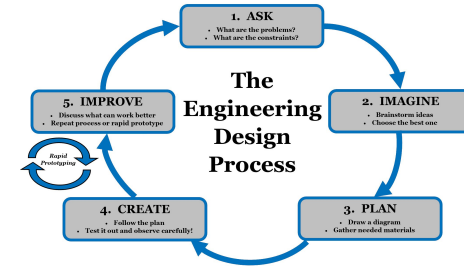 1. ASK
• What are the problems?
• What are the constraints?
The
Engineering
Design
Process
2. IMAGINE
• Brainstorm ideas
• Choose the best one
3. PLAN
• Draw a diagram
• Gather needed materials
4. CREATE
• Follow the plan
• Test it out and observe carefully!
5. IMPROVE
• Discuss what can work better
• Repeat process or rapid prototype
Rapid
Prototyping